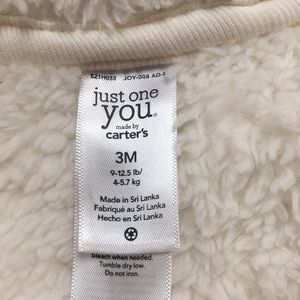 521H033 JOY-008 AD-
just one
you
made by
carter's
3M
9-12.5 lb/
4-5.7 kg
Made in Sri Lanka
Fabriqué au Sri Lanka
Hecho en Sri Lanka
bleach when needed.
Tumble dry low.
Do not iron.